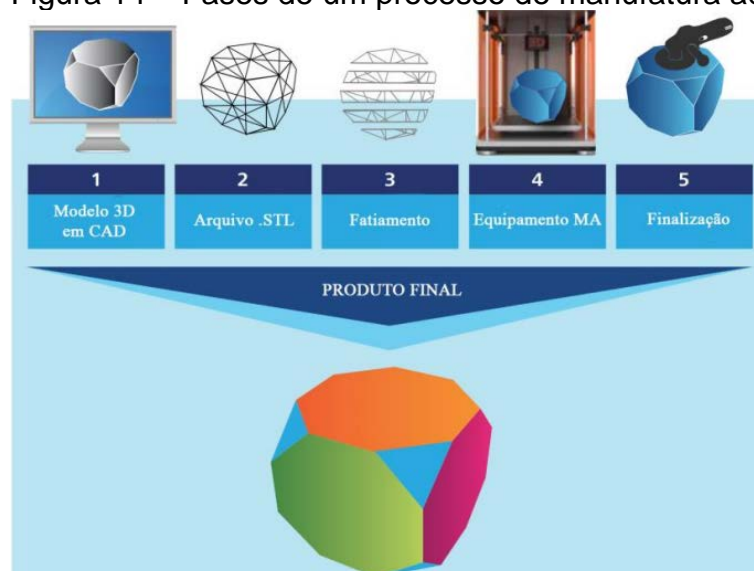 1
Modelo 3D
em CAD
2
Arquivo .STL
3
Fatiamento
4
Equipamento MA
5
Finalização
PRODUTO FINAL